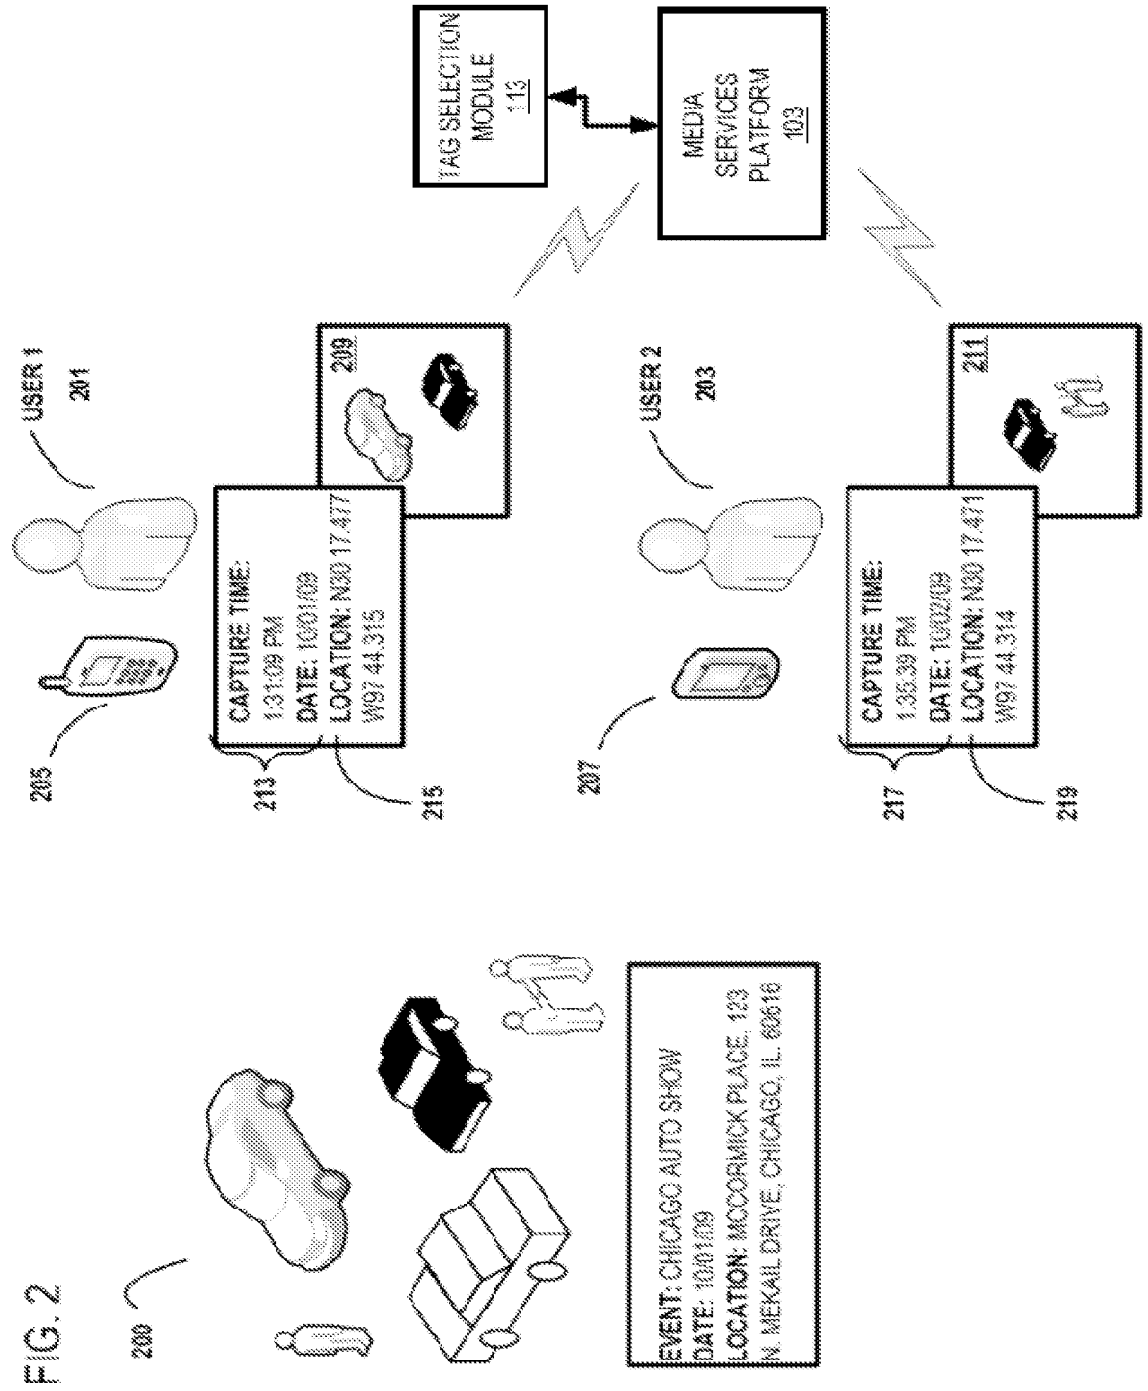 FIG. 2
200
EVENT: CHICAGO AUTO SHOW
DATE: 10/01/09
LOCATION: MCCORMICK PLACE, 123
N. MEKAIL DRIVE, CHICAGO, IL. 60616
205
USER 1
201
CAPTURE TIME:
1:31:09 PM
DATE: 10/01/09
LOCATION: N30 17.477
W97 44.315
213
215
209
207
USER 2
203
CAPTURE TIME:
1:35:39 PM
DATE: 10/02/09
LOCATION: N30 17.471
W97 44.314
217
219
211
TAG SELECTION
MODULE
113
MEDIA
SERVICES
PLATFORM
103